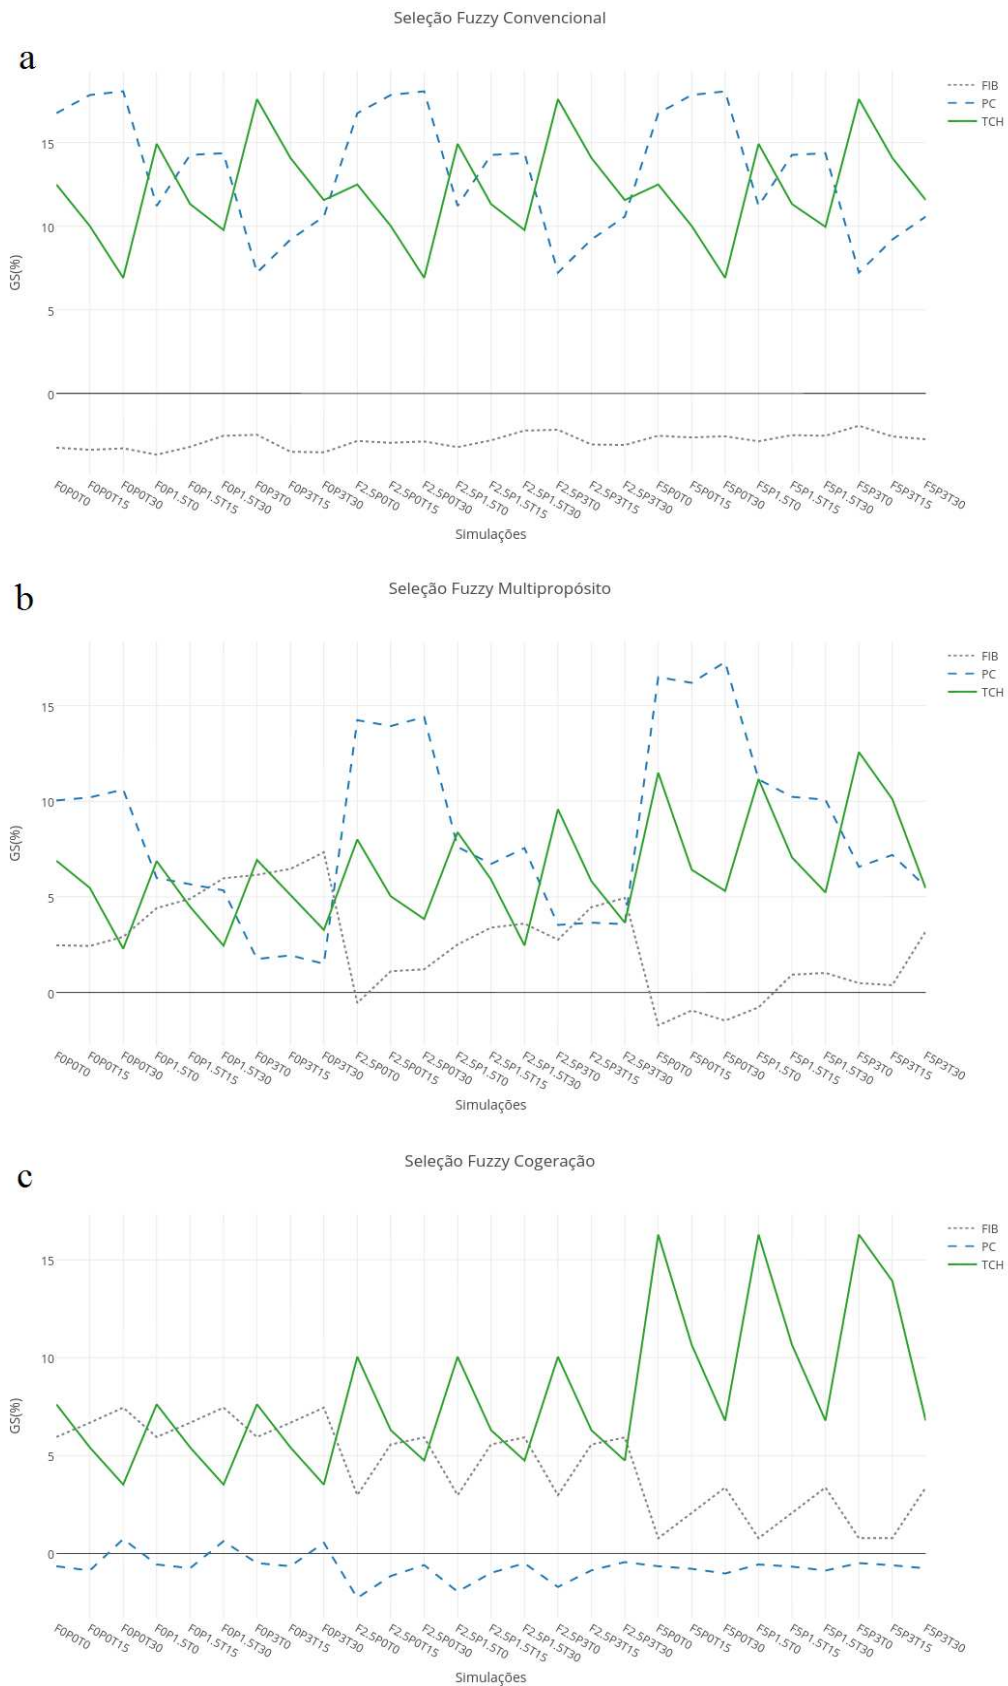 Seleção Fuzzy Convencional
a
FIB
PC
TCH
15
10
5
0
GS(%)
F0P0T0
F0P0T15
F0P0T30
F0P1.5T0
F0P1.5T15
F0P1.5T30
F0P3T0
F0P3T15
F0P3T30
F2.5P0T0
F2.5P0T15
F2.5P0T30
F2.5P1.5T0
F2.5P1.5T15
F2.5P1.5T30
F2.5P3T0
F2.5P3T15
F2.5P3T30
F5P0T0
F5P0T15
F5P0T30
F5P1.5T0
F5P1.5T15
F5P1.5T30
F5P3T0
F5P3T15
F5P3T30
Simulações
Seleção Fuzzy Multipropósito
b
FIB
PC
TCH
15
10
5
0
GS(%)
F0P0T0
F0P0T15
F0P0T30
F0P1.5T0
F0P1.5T15
F0P1.5T30
F0P3T0
F0P3T15
F0P3T30
F2.5P0T0
F2.5P0T15
F2.5P0T30
F2.5P1.5T0
F2.5P1.5T15
F2.5P1.5T30
F2.5P3T0
F2.5P3T15
F2.5P3T30
F5P0T0
F5P0T15
F5P0T30
F5P1.5T0
F5P1.5T15
F5P1.5T30
F5P3T0
F5P3T15
F5P3T30
Simulações
Seleção Fuzzy Cogeração
c
FIB
PC
TCH
15
10
5
0
GS(%)
F0P0T0
F0P0T15
F0P0T30
F0P1.5T0
F0P1.5T15
F0P1.5T30
F0P3T0
F0P3T15
F0P3T30
F2.5P0T0
F2.5P0T15
F2.5P0T30
F2.5P1.5T0
F2.5P1.5T15
F2.5P1.5T30
F2.5P3T0
F2.5P3T15
F2.5P3T30
F5P0T0
F5P0T15
F5P0T30
F5P1.5T0
F5P1.5T15
F5P1.5T30
F5P3T0
F5P3T15
F5P3T30
Simulações